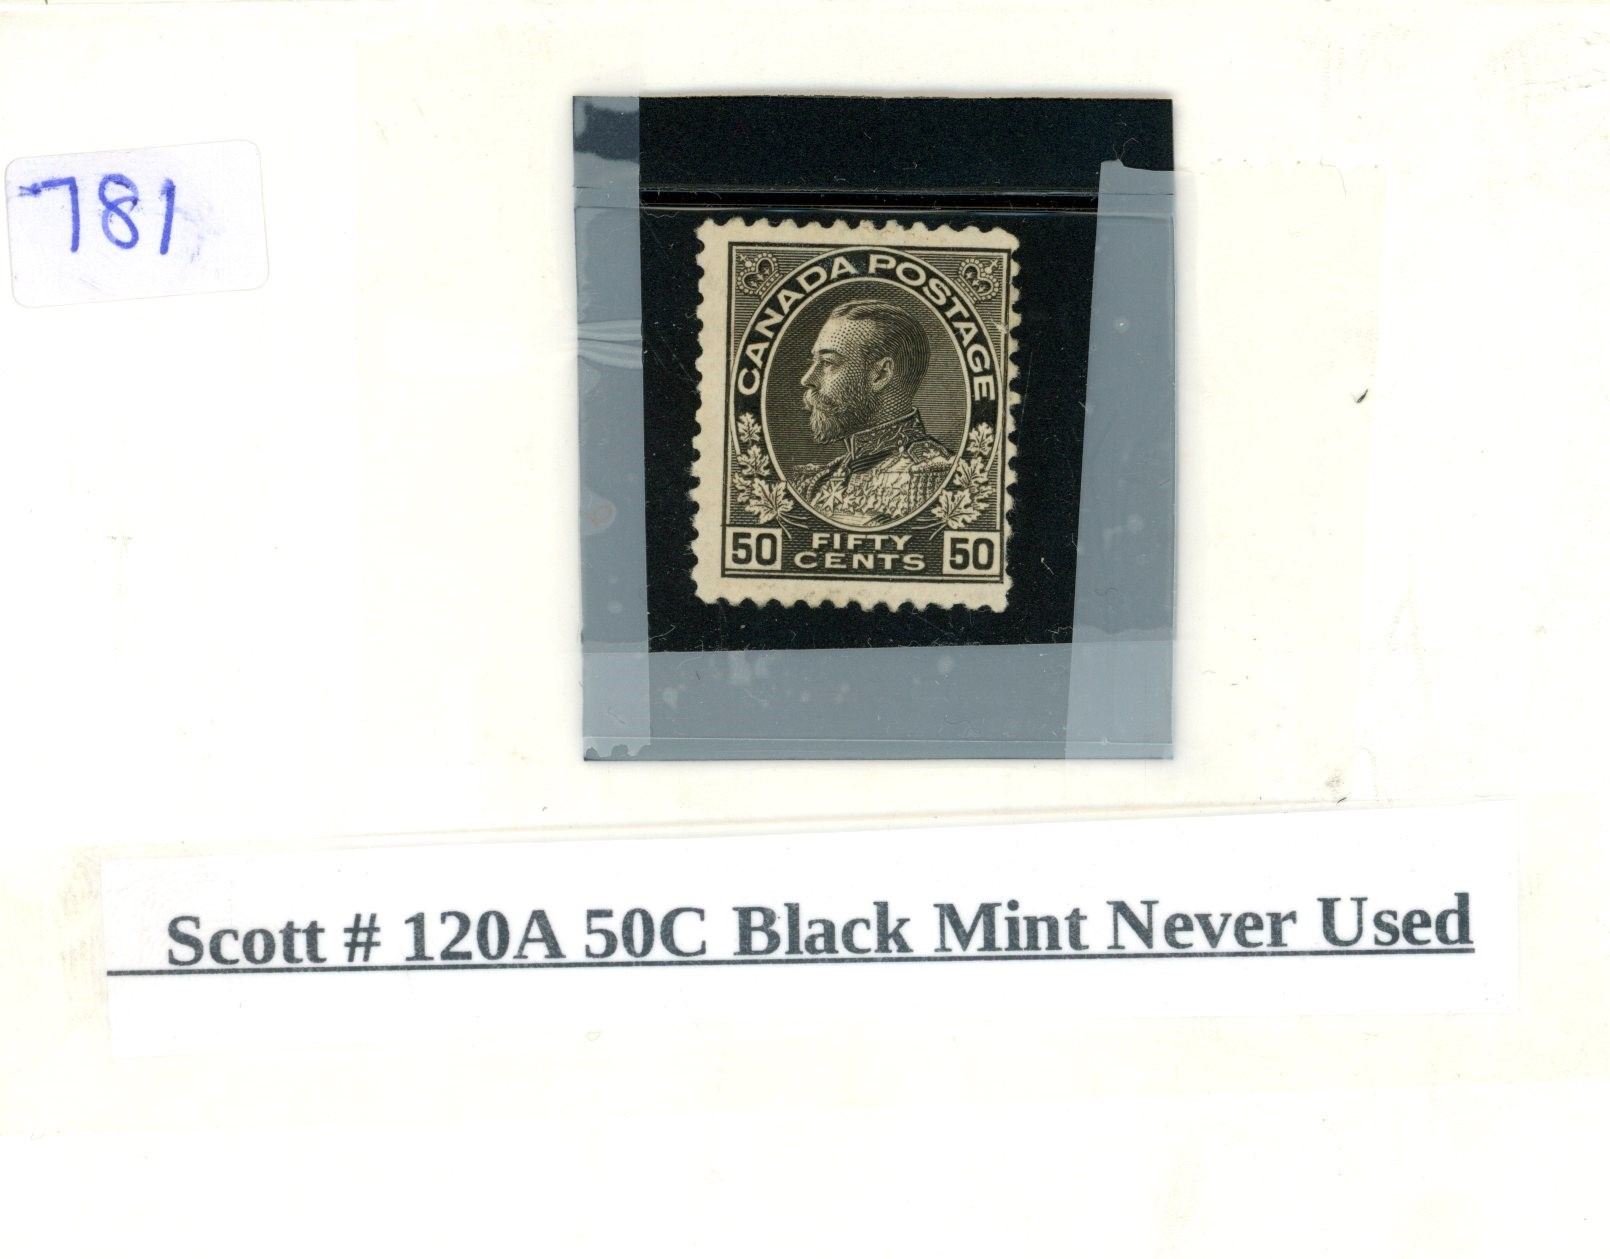 781
CANADA POSTAGE
50 FIFTY CENTS 50
Scott # 120A 50C Black Mint Never Used